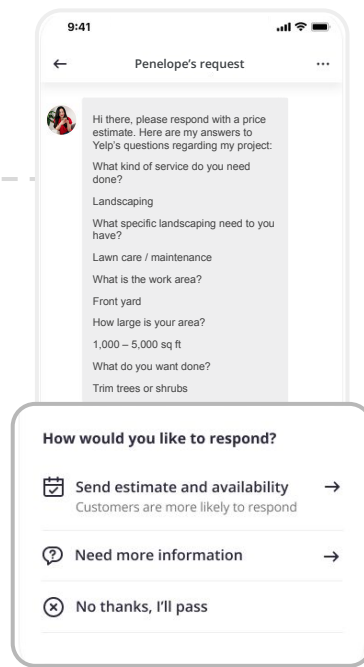 9:41
Penelope's request
Hi there, please respond with a price
estimate. Here are my answers to
Yelp's questions regarding my project:
What kind of service do you need
done?
Landscaping
What specific landscaping need to you
have?
Lawn care / maintenance
What is the work area?
Front yard
How large is your area?
1,000 – 5,000 sq ft
What do you want done?
Trim trees or shrubs
How would you like to respond?
Send estimate and availability
Customers are more likely to respond
Need more information
No thanks, I'll pass